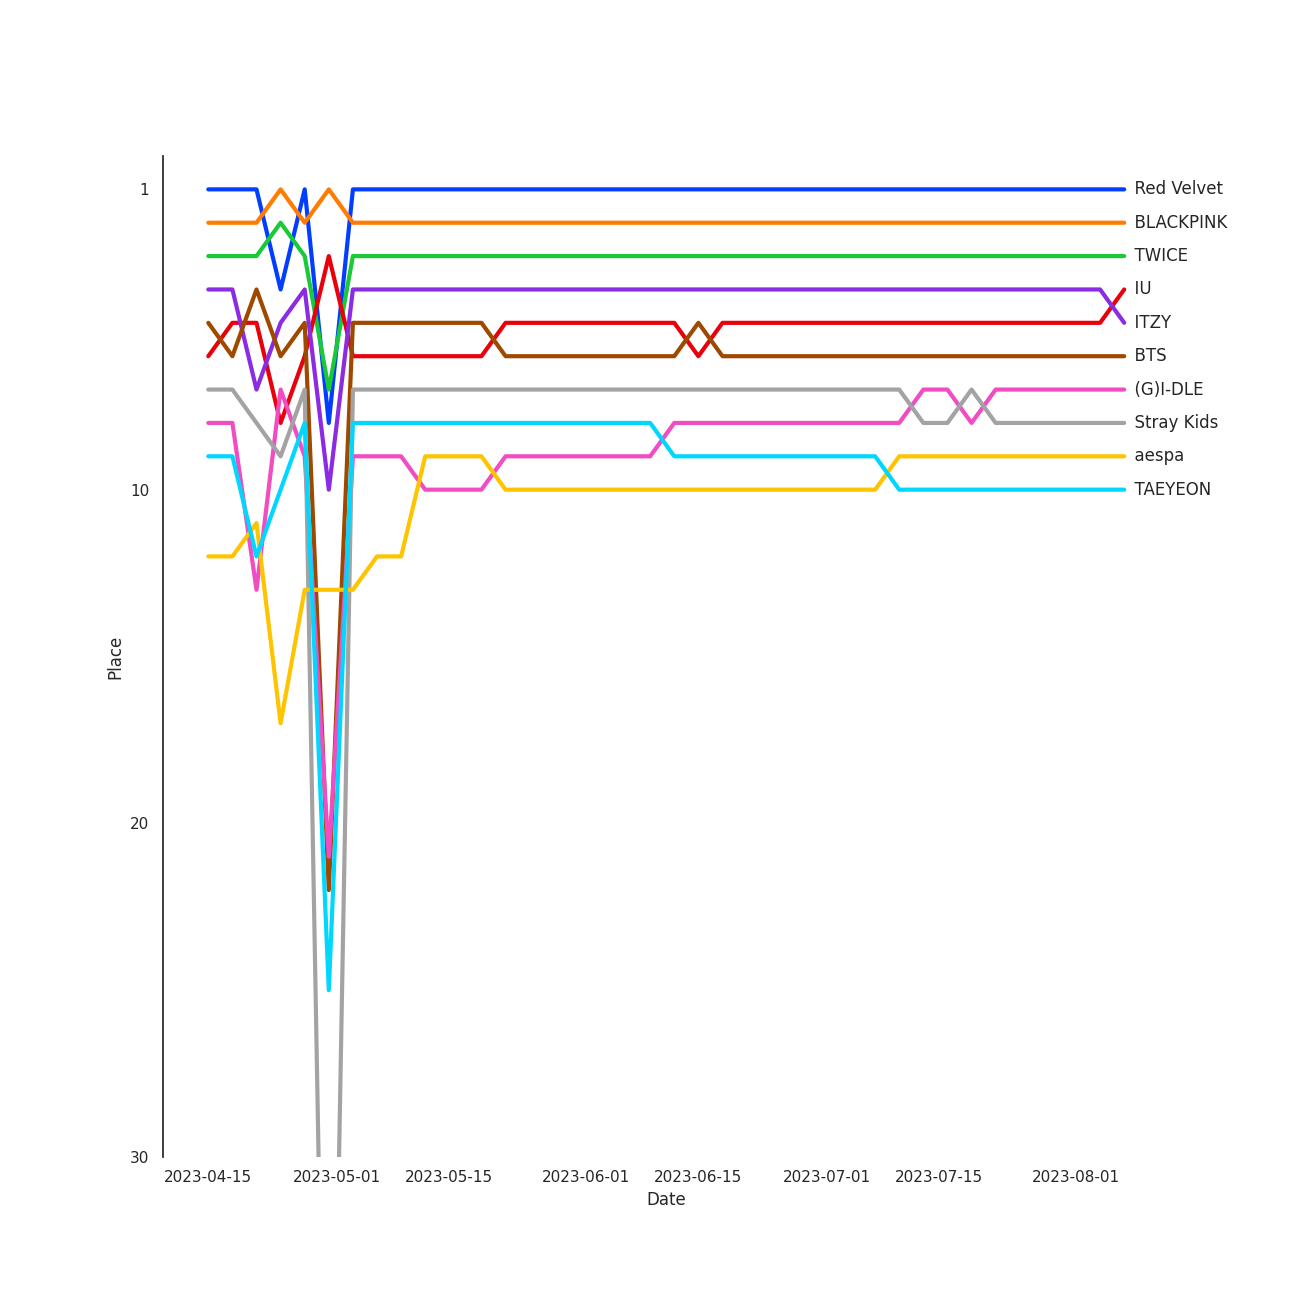 1
10
20
30
Place
2023-04-15
2023-05-01
2023-05-15
2023-06-01
2023-06-15
2023-07-01
2023-07-15
2023-08-01
Date
Red Velvet
BLACKPINK
TWICE
IU
ITZY
BTS
(G)I-DLE
Stray Kids
aespa
TAEYEON